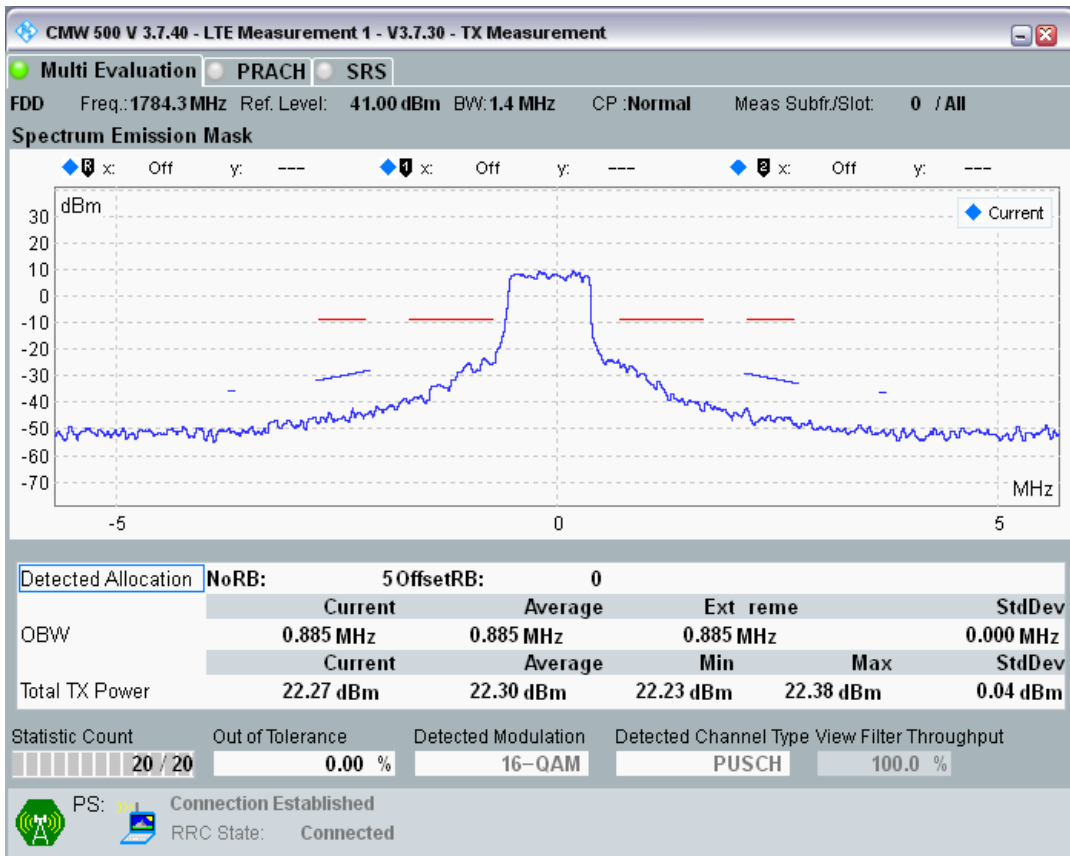 CMW 500 V 3.7.40 - LTE Measurement 1 - V3.7.30 - TX Measurement
Multi Evaluation PRACH SRS
FDD Freq.: 1784.3 MHz Ref. Level: 41.00 dBm BW: 1.4 MHz CP : Normal Meas Subfr./Slot: 0 / All
Spectrum Emission Mask
R x: Off y: --- 1 x: Off y: --- 2 x: Off y: ---
dBm
Current
30
20
10
0
-10
-20
-30
-40
-50
-60
-70
MHz
-5 0 5
Detected Allocation NoRB: 5 OffsetRB: 0
Current Average Ext reme StdDev
OBW 0.885 MHz 0.885 MHz 0.885 MHz 0.000 MHz
Current Average Min Max StdDev
Total TX Power 22.27 dBm 22.30 dBm 22.23 dBm 22.38 dBm 0.04 dBm
Statistic Count Out of Tolerance Detected Modulation Detected Channel Type View Filter Throughput
20 / 20 0.00 % 16-QAM PUSCH 100.0 %
PS: Connection Established
RRC State: Connected